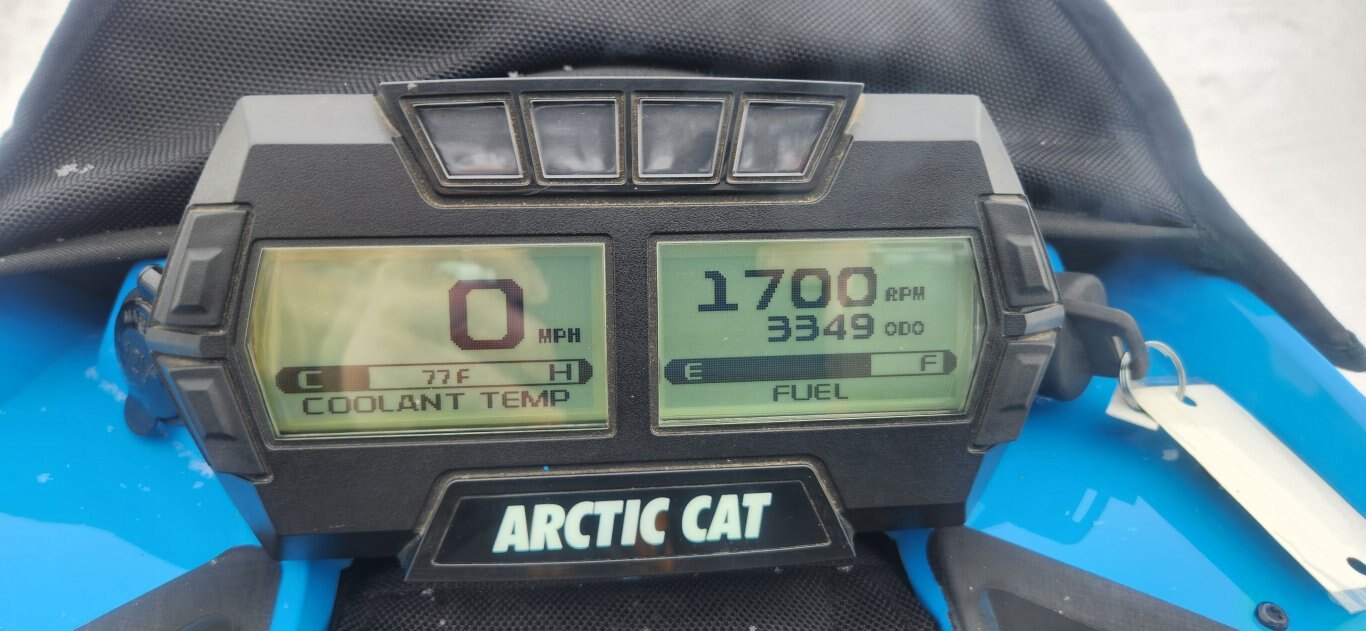 0 MPH
C 77F H
COOLANT TEMP
1700 RPM
3349 ODO
E F
FUEL
ARCTIC CAT